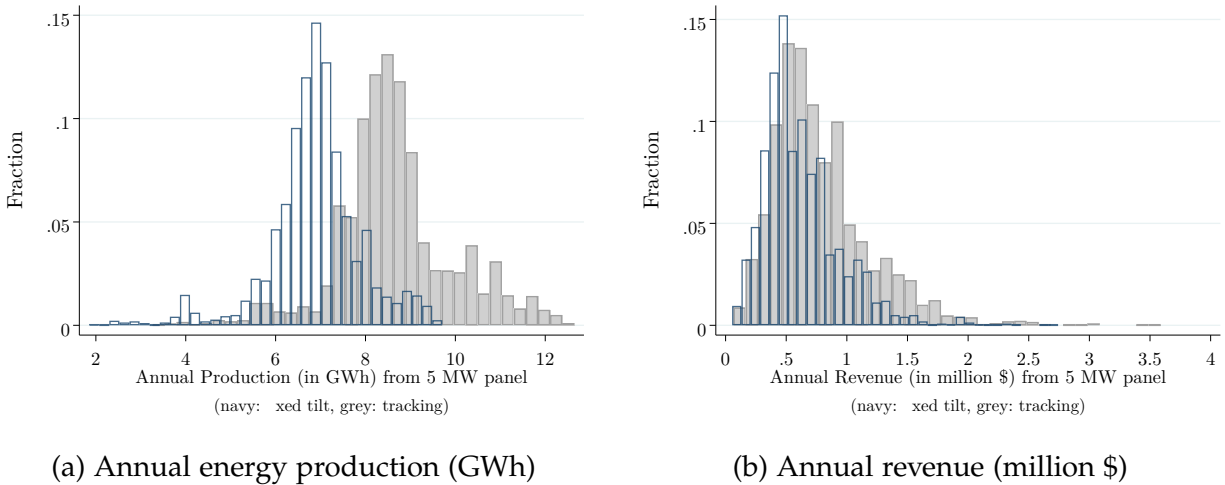 .15
.1
.05
0
Fraction
2 4 6 8 10 12
Annual Production (in GWh) from 5 MW panel
(navy: xed tilt, grey: tracking)
(a) Annual energy production (GWh)
.15
.1
.05
0
Fraction
0 .5 1 1.5 2 2.5 3 3.5 4
Annual Revenue (in million $) from 5 MW panel
(navy: xed tilt, grey: tracking)
(b) Annual revenue (million $)